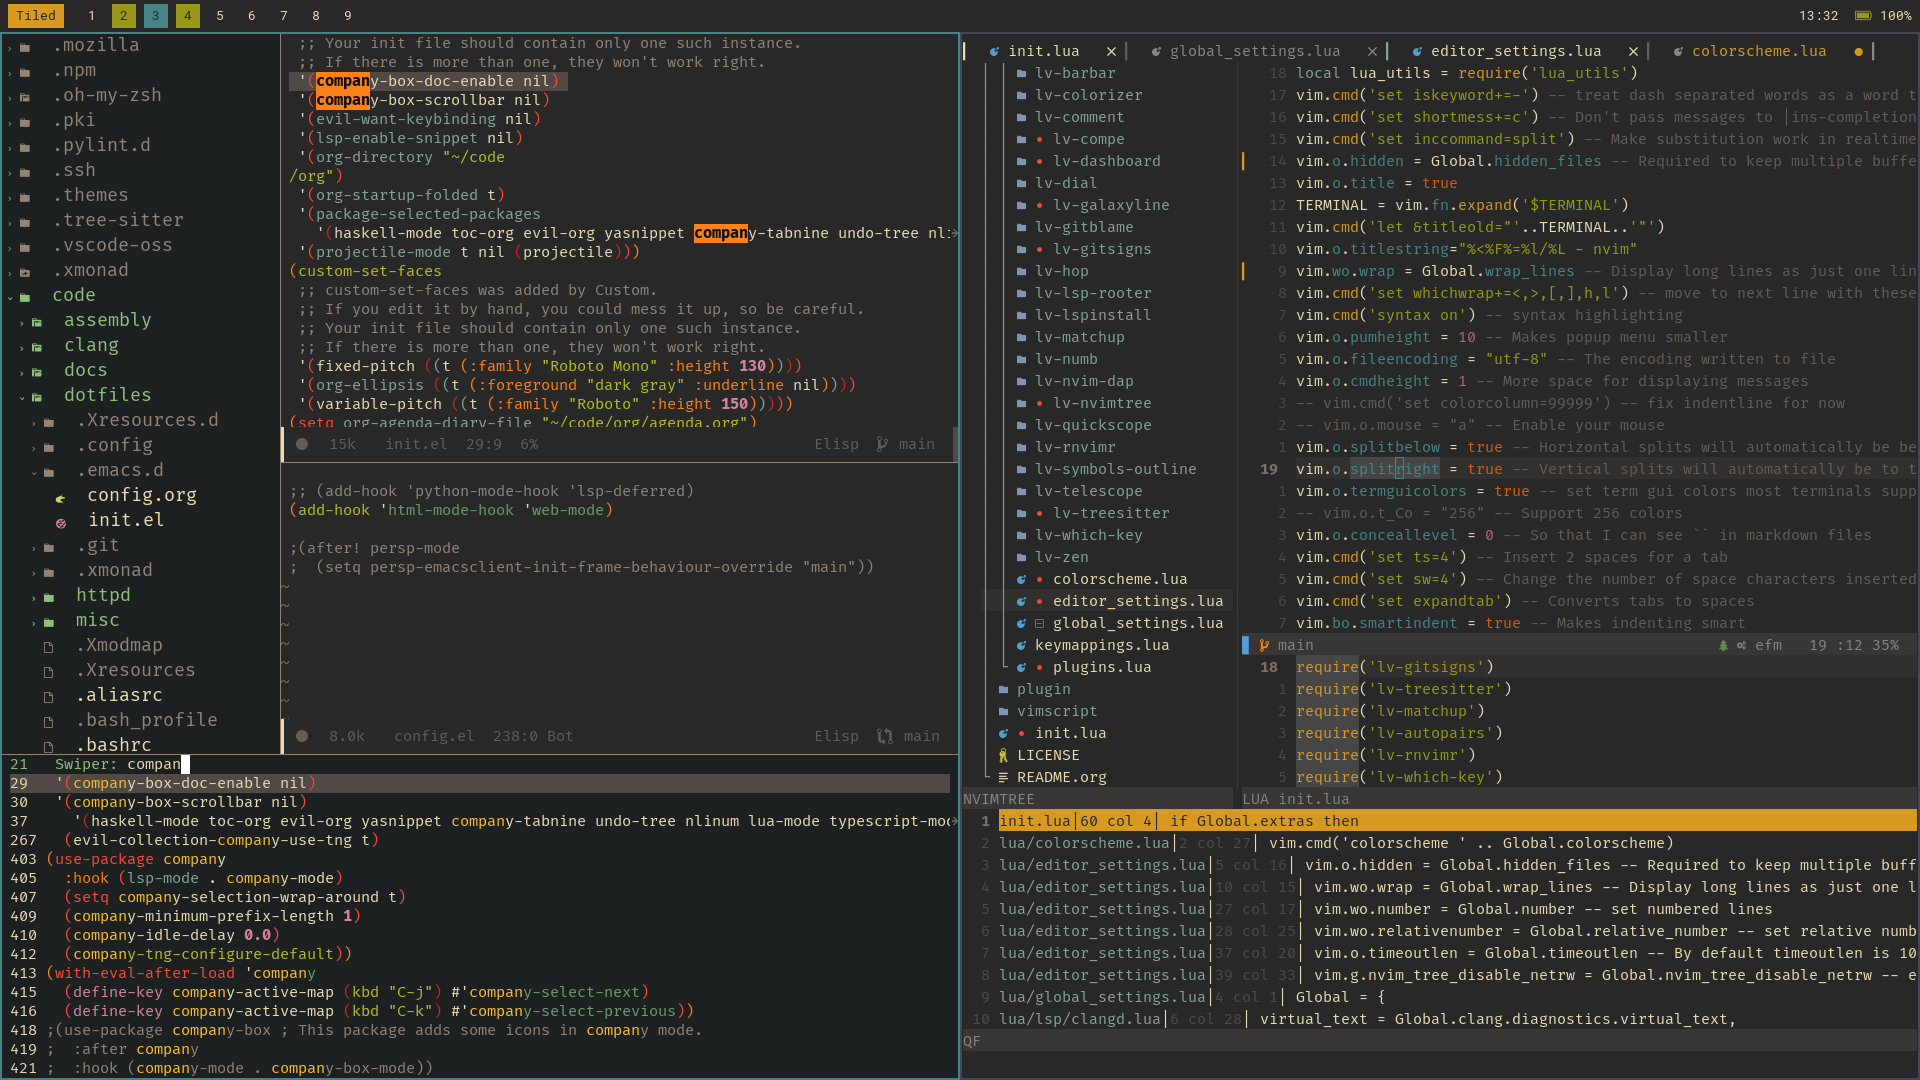 Tiled 1 2 3 4 5 6 7 8 9 13:32 100%
.mozilla
.npm
.oh-my-zsh
.pki
.pylint.d
.ssh
.themes
.tree-sitter
.vscode-oss
.xmonad
code
assembly
clang
docs
dotfiles
.Xresources.d
.config
.emacs.d
config.org
init.el
.git
.xmonad
httpd
misc
.Xmodmap
.Xresources
.aliasrc
.bash_profile
.bashrc
;; Your init file should contain only one such instance.
;; If there is more than one, they won't work right.
'(company-box-doc-enable nil)
'(company-box-scrollbar nil)
'(evil-want-keybinding nil)
'(lsp-enable-snippet nil)
'(org-directory "~/code
/org")
'(org-startup-folded t)
'(package-selected-packages
'(haskell-mode toc-org evil-org yasnippet company-tabnine undo-tree nl:
'(projectile-mode t nil (projectile)))
(custom-set-faces
;; custom-set-faces was added by Custom.
;; If you edit it by hand, you could mess it up, so be careful.
;; Your init file should contain only one such instance.
;; If there is more than one, they won't work right.
'(fixed-pitch ((t (:family "Roboto Mono" :height 130))))
'(org-ellipsis ((t (:foreground "dark gray" :underline nil))))
'(variable-pitch ((t (:family "Roboto" :height 150)))))
(setq org-agenda-diary-file "~/code/org/agenda.org")
15k init.el 29:9 6% Elisp main
;; (add-hook 'python-mode-hook 'lsp-deferred)
(add-hook 'html-mode-hook 'web-mode)
;(after! persp-mode
; (setq persp-emacsclient-init-frame-behaviour-override "main"))
~
~
~
~
~
~
~
8.0k config.el 238:0 Bot Elisp main
21 Swiper: compan
29 '(company-box-doc-enable nil)
30 '(company-box-scrollbar nil)
37 '(haskell-mode toc-org evil-org yasnippet company-tabnine undo-tree nlinum lua-mode typescript-mo
267 (evil-collection-company-use-tng t)
403 (use-package company
405 :hook (lsp-mode . company-mode)
407 (setq company-selection-wrap-around t)
409 (company-minimum-prefix-length 1)
410 (company-idle-delay 0.0)
412 (company-tng-configure-default))
413 (with-eval-after-load 'company
415 (define-key company-active-map (kbd "C-j") #'company-select-next)
416 (define-key company-active-map (kbd "C-k") #'company-select-previous))
418 ;(use-package company-box ; This package adds some icons in company mode.
419 ; :after company
421 ; :hook (company-mode . company-box-mode))
init.lua × global_settings.lua × editor_settings.lua × colorscheme.lua
lv-barbar
lv-colorizer
lv-comment
lv-compe
lv-dashboard
lv-dial
lv-galaxyline
lv-gitblame
lv-gitsigns
lv-hop
lv-lsp-rooter
lv-lspinstall
lv-matchup
lv-numb
lv-nvim-dap
lv-nvimtree
lv-quickscope
lv-rnvimr
lv-symbols-outline
lv-telescope
lv-treesitter
lv-which-key
lv-zen
colorscheme.lua
editor_settings.lua
global_settings.lua
keymappings.lua
plugins.lua
plugin
vimscript
init.lua
LICENSE
README.org
NVIMTREE
18 local lua_utils = require('lua_utils')
17 vim.cmd('set iskeyword+=-') -- treat dash separated words as a word t
16 vim.cmd('set shortmess+=c') -- Don't pass messages to |ins-completion
15 vim.cmd('set inccommand=split') -- Make substitution work in realtime
14 vim.o.hidden = Global.hidden_files -- Required to keep multiple buffe
13 vim.o.title = true
12 TERMINAL = vim.fn.expand('$TERMINAL')
11 vim.cmd('let &titleold="'..TERMINAL..'"')
10 vim.o.titlestring="%<%F%=%l/%L - nvim"
9 vim.wo.wrap = Global.wrap_lines -- Display long lines as just one lin
8 vim.cmd('set whichwrap+=<,>,[,],h,l') -- move to next line with these
7 vim.cmd('syntax on') -- syntax highlighting
6 vim.o.pumheight = 10 -- Makes popup menu smaller
5 vim.o.fileencoding = "utf-8" -- The encoding written to file
4 vim.o.cmdheight = 1 -- More space for displaying messages
3 -- vim.cmd('set colorcolumn=99999') -- fix indentline for now
2 -- vim.o.mouse = "a" -- Enable your mouse
1 vim.o.splitbelow = true -- Horizontal splits will automatically be be
19 vim.o.splitright = true -- Vertical splits will automatically be to t
1 vim.o.termguicolors = true -- set term gui colors most terminals supp
2 -- vim.o.t_Co = "256" -- Support 256 colors
3 vim.o.conceallevel = 0 -- So that I can see `` in markdown files
4 vim.cmd('set ts=4') -- Insert 2 spaces for a tab
5 vim.cmd('set sw=4') -- Change the number of space characters inserted
6 vim.cmd('set expandtab') -- Converts tabs to spaces
7 vim.bo.smartindent = true -- Makes indenting smart
main efm 19 :12 35%
18 require('lv-gitsigns')
1 require('lv-treesitter')
2 require('lv-matchup')
3 require('lv-autopairs')
4 require('lv-rnvimr')
5 require('lv-which-key')
LUA init.lua
1 init.lua|60 col 4| if Global.extras then
2 lua/colorscheme.lua|2 col 27| vim.cmd('colorscheme ' .. Global.colorscheme)
3 lua/editor_settings.lua|5 col 16| vim.o.hidden = Global.hidden_files -- Required to keep multiple buff
4 lua/editor_settings.lua|10 col 15| vim.wo.wrap = Global.wrap_lines -- Display long lines as just one l
5 lua/editor_settings.lua|27 col 17| vim.wo.number = Global.number -- set numbered lines
6 lua/editor_settings.lua|28 col 25| vim.wo.relativenumber = Global.relative_number -- set relative numb
7 lua/editor_settings.lua|37 col 20| vim.o.timeoutlen = Global.timeoutlen -- By default timeoutlen is 10
8 lua/editor_settings.lua|39 col 33| vim.g.nvim_tree_disable_netrw = Global.nvim_tree_disable_netrw -- e
9 lua/global_settings.lua|4 col 1| Global = {
10 lua/lsp/clangd.lua|6 col 28| virtual_text = Global.clang.diagnostics.virtual_text,
QF